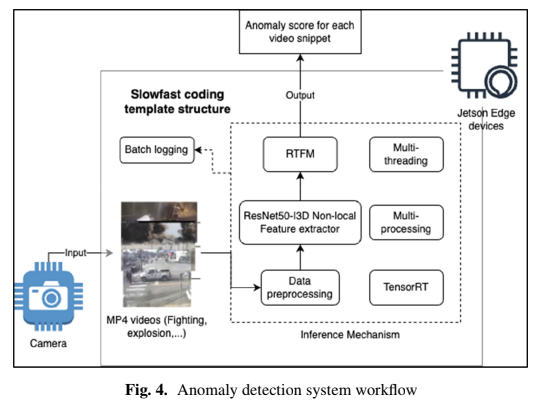 Anomaly score for each
video snippet
Slowfast coding
template structure
Output
Jetson Edge
devices
Batch logging
RTFM
Multi-
threading
ResNet50-I3D Non-local
Feature extractor
Multi-
processing
Input
Data
preprocessing
TensorRT
MP4 videos (Fighting,
explosion,...)
Inference Mechanism
Camera
Fig. 4. Anomaly detection system workflow